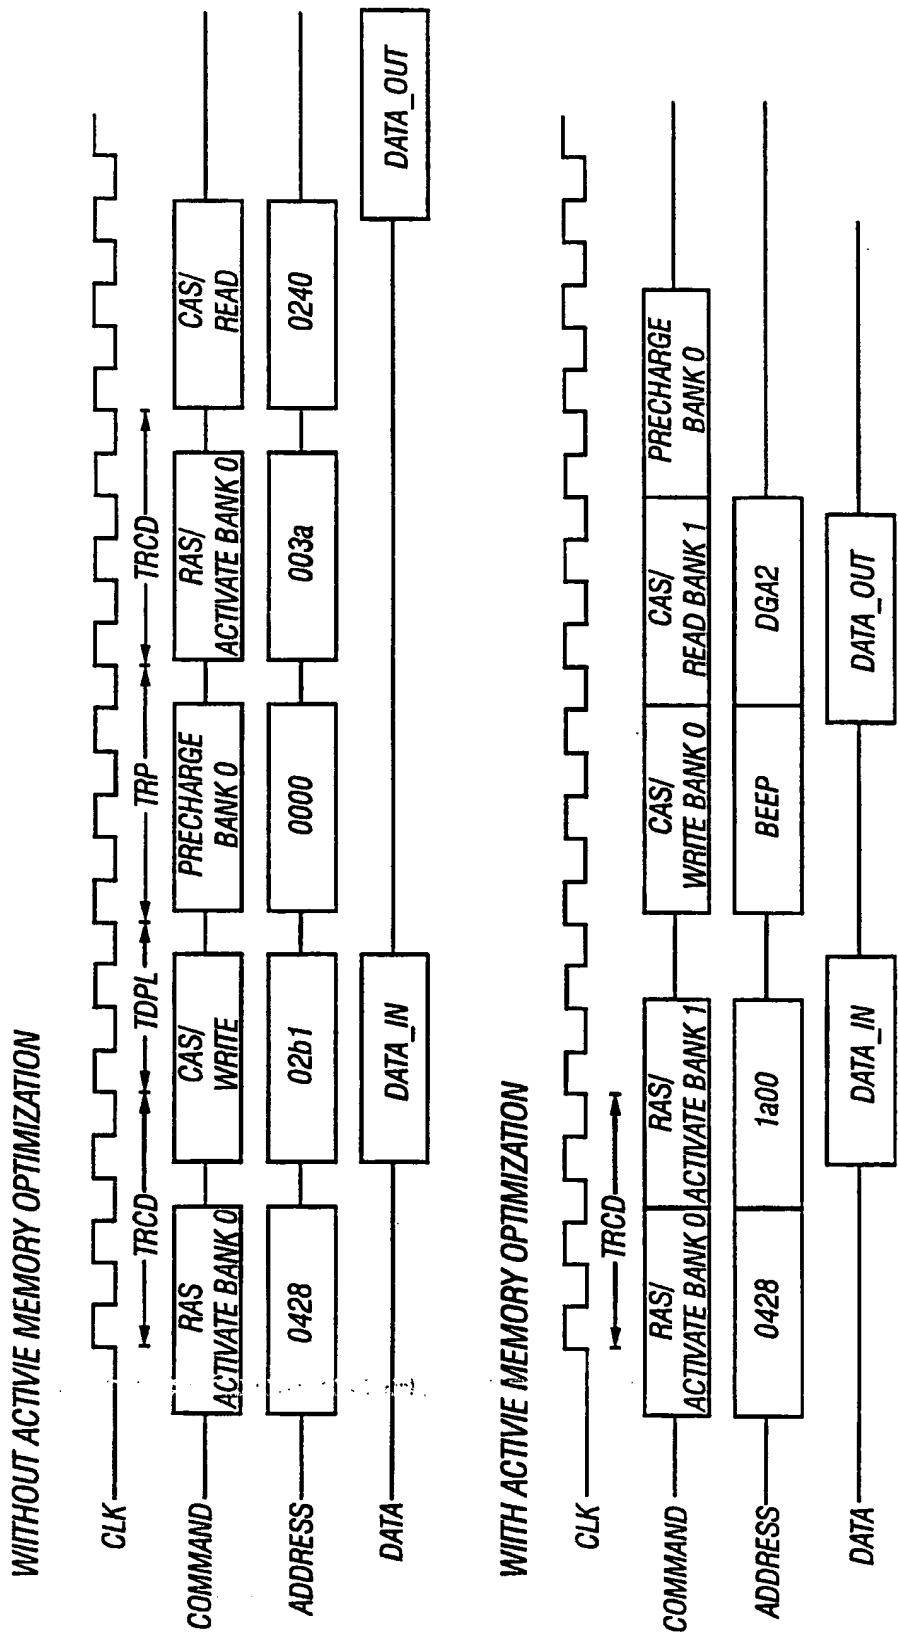 WIITHOUT ACTIVIE MEMORY OPTIMIZATION
CLK
TRCD
TDPL
TRP
TRCD
COMMAND
RAS
ACTIVATE BANK 0
CAS/
WRITE
PRECHARGE
BANK 0
RAS/
ACTIVATE BANK 0
CAS/
READ
ADDRESS
0428
02b1
0000
003a
0240
DATA
DATA_IN
DATA_OUT
WIITH ACTIVIE MEMORY OPTIMIZATION
CLK
TRCD
COMMAND
RAS/
ACTIVATE BANK 0
RAS/
ACTIVATE BANK 1
CAS/
WRITE BANK 0
CAS/
READ BANK 1
PRECHARGE
BANK 0
ADDRESS
0428
1a00
BEEP
DGA2
DATA
DATA_IN
DATA_OUT